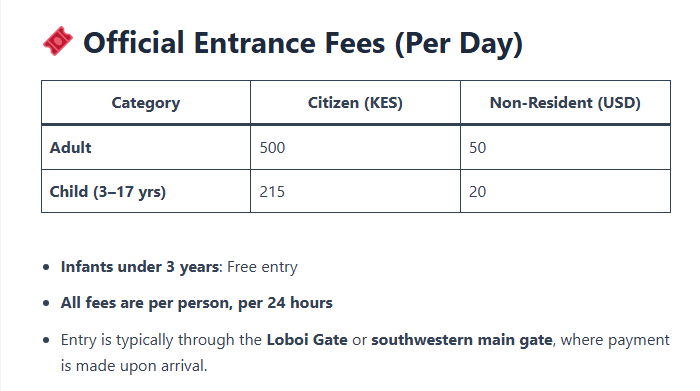 Official Entrance Fees (Per Day)
Category Citizen (KES) Non-Resident (USD)
Adult 500 50
Child (3–17 yrs) 215 20
Infants under 3 years: Free entry
All fees are per person, per 24 hours
Entry is typically through the Loboi Gate or southwestern main gate, where payment
is made upon arrival.